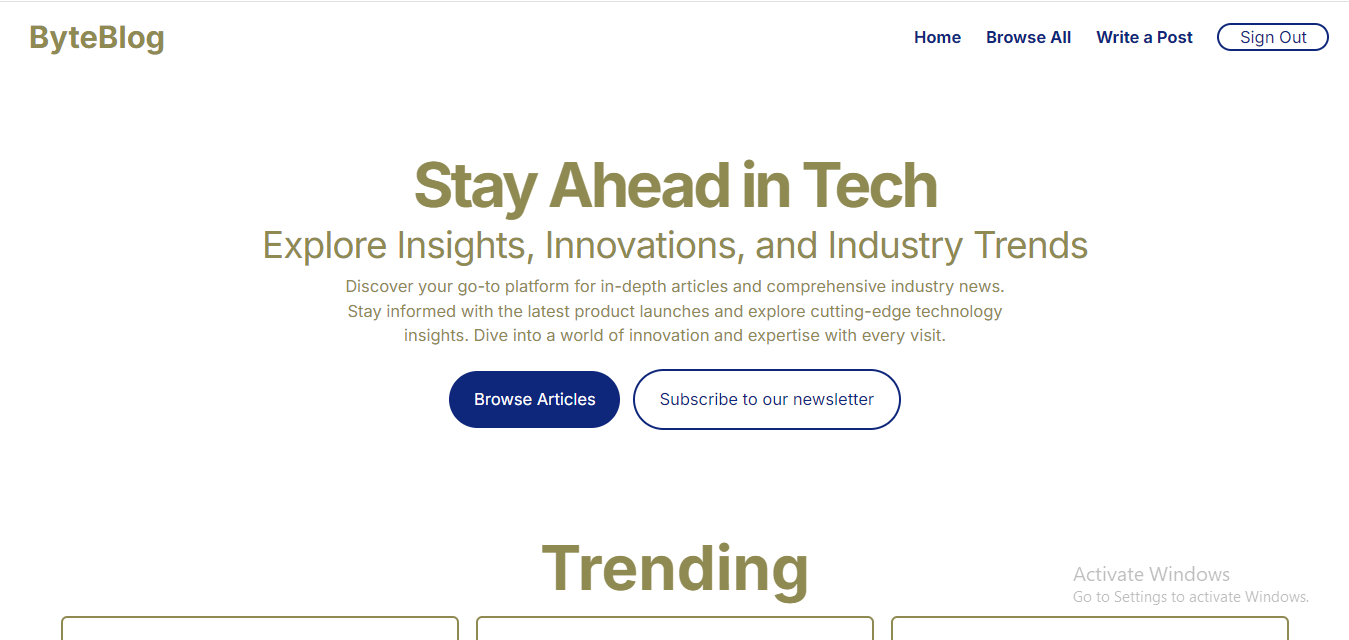 ByteBlog
Home Browse All Write a Post Sign Out
Stay Ahead in Tech
Explore Insights, Innovations, and Industry Trends
Discover your go-to platform for in-depth articles and comprehensive industry news.
Stay informed with the latest product launches and explore cutting-edge technology
insights. Dive into a world of innovation and expertise with every visit.
Browse Articles Subscribe to our newsletter
Trending
Activate Windows
Go to Settings to activate Windows.